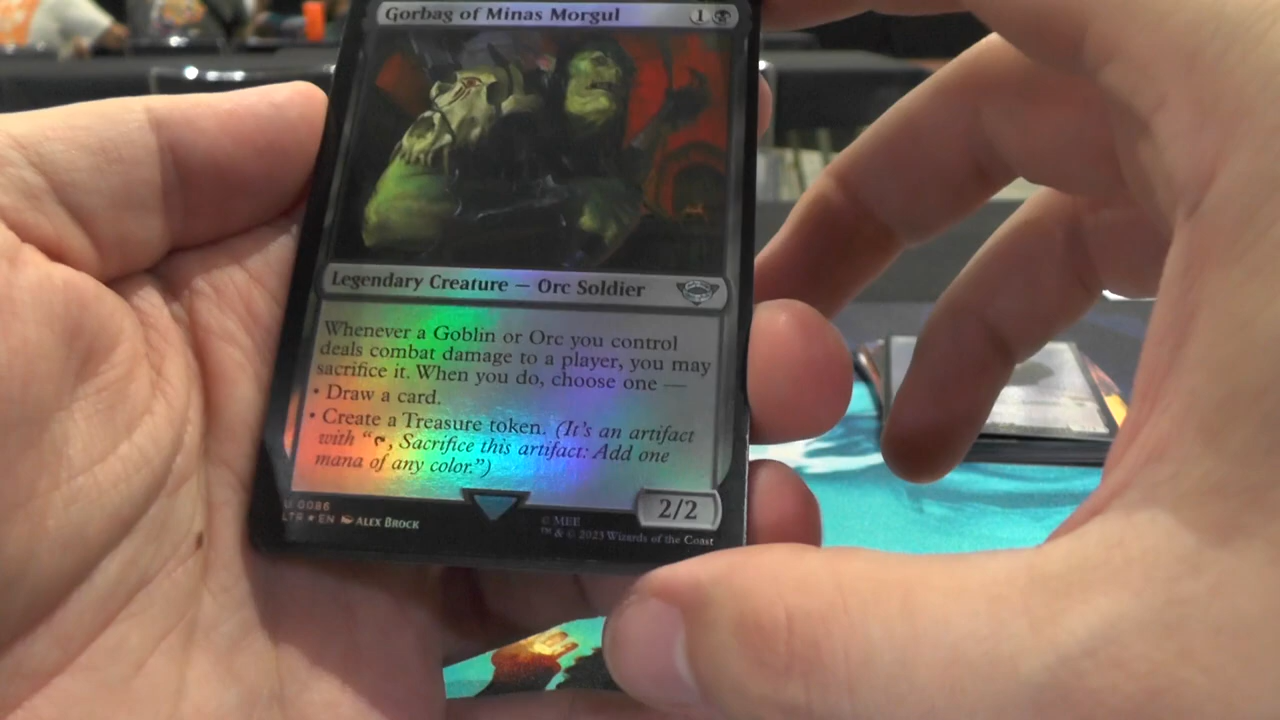 Gorbag of Minas Morgul 1
Legendary Creature — Orc Soldier
Whenever a Goblin or Orc you control
deals combat damage to a player, you may
sacrifice it. When you do, choose one —
• Draw a card.
• Create a Treasure token. (It's an artifact
with “T, Sacrifice this artifact: Add one
mana of any color.”)
2/2
U 0086
LTR ★ EN ALEX BROCK
© MEE
™ & © 2023 Wizards of the Coast